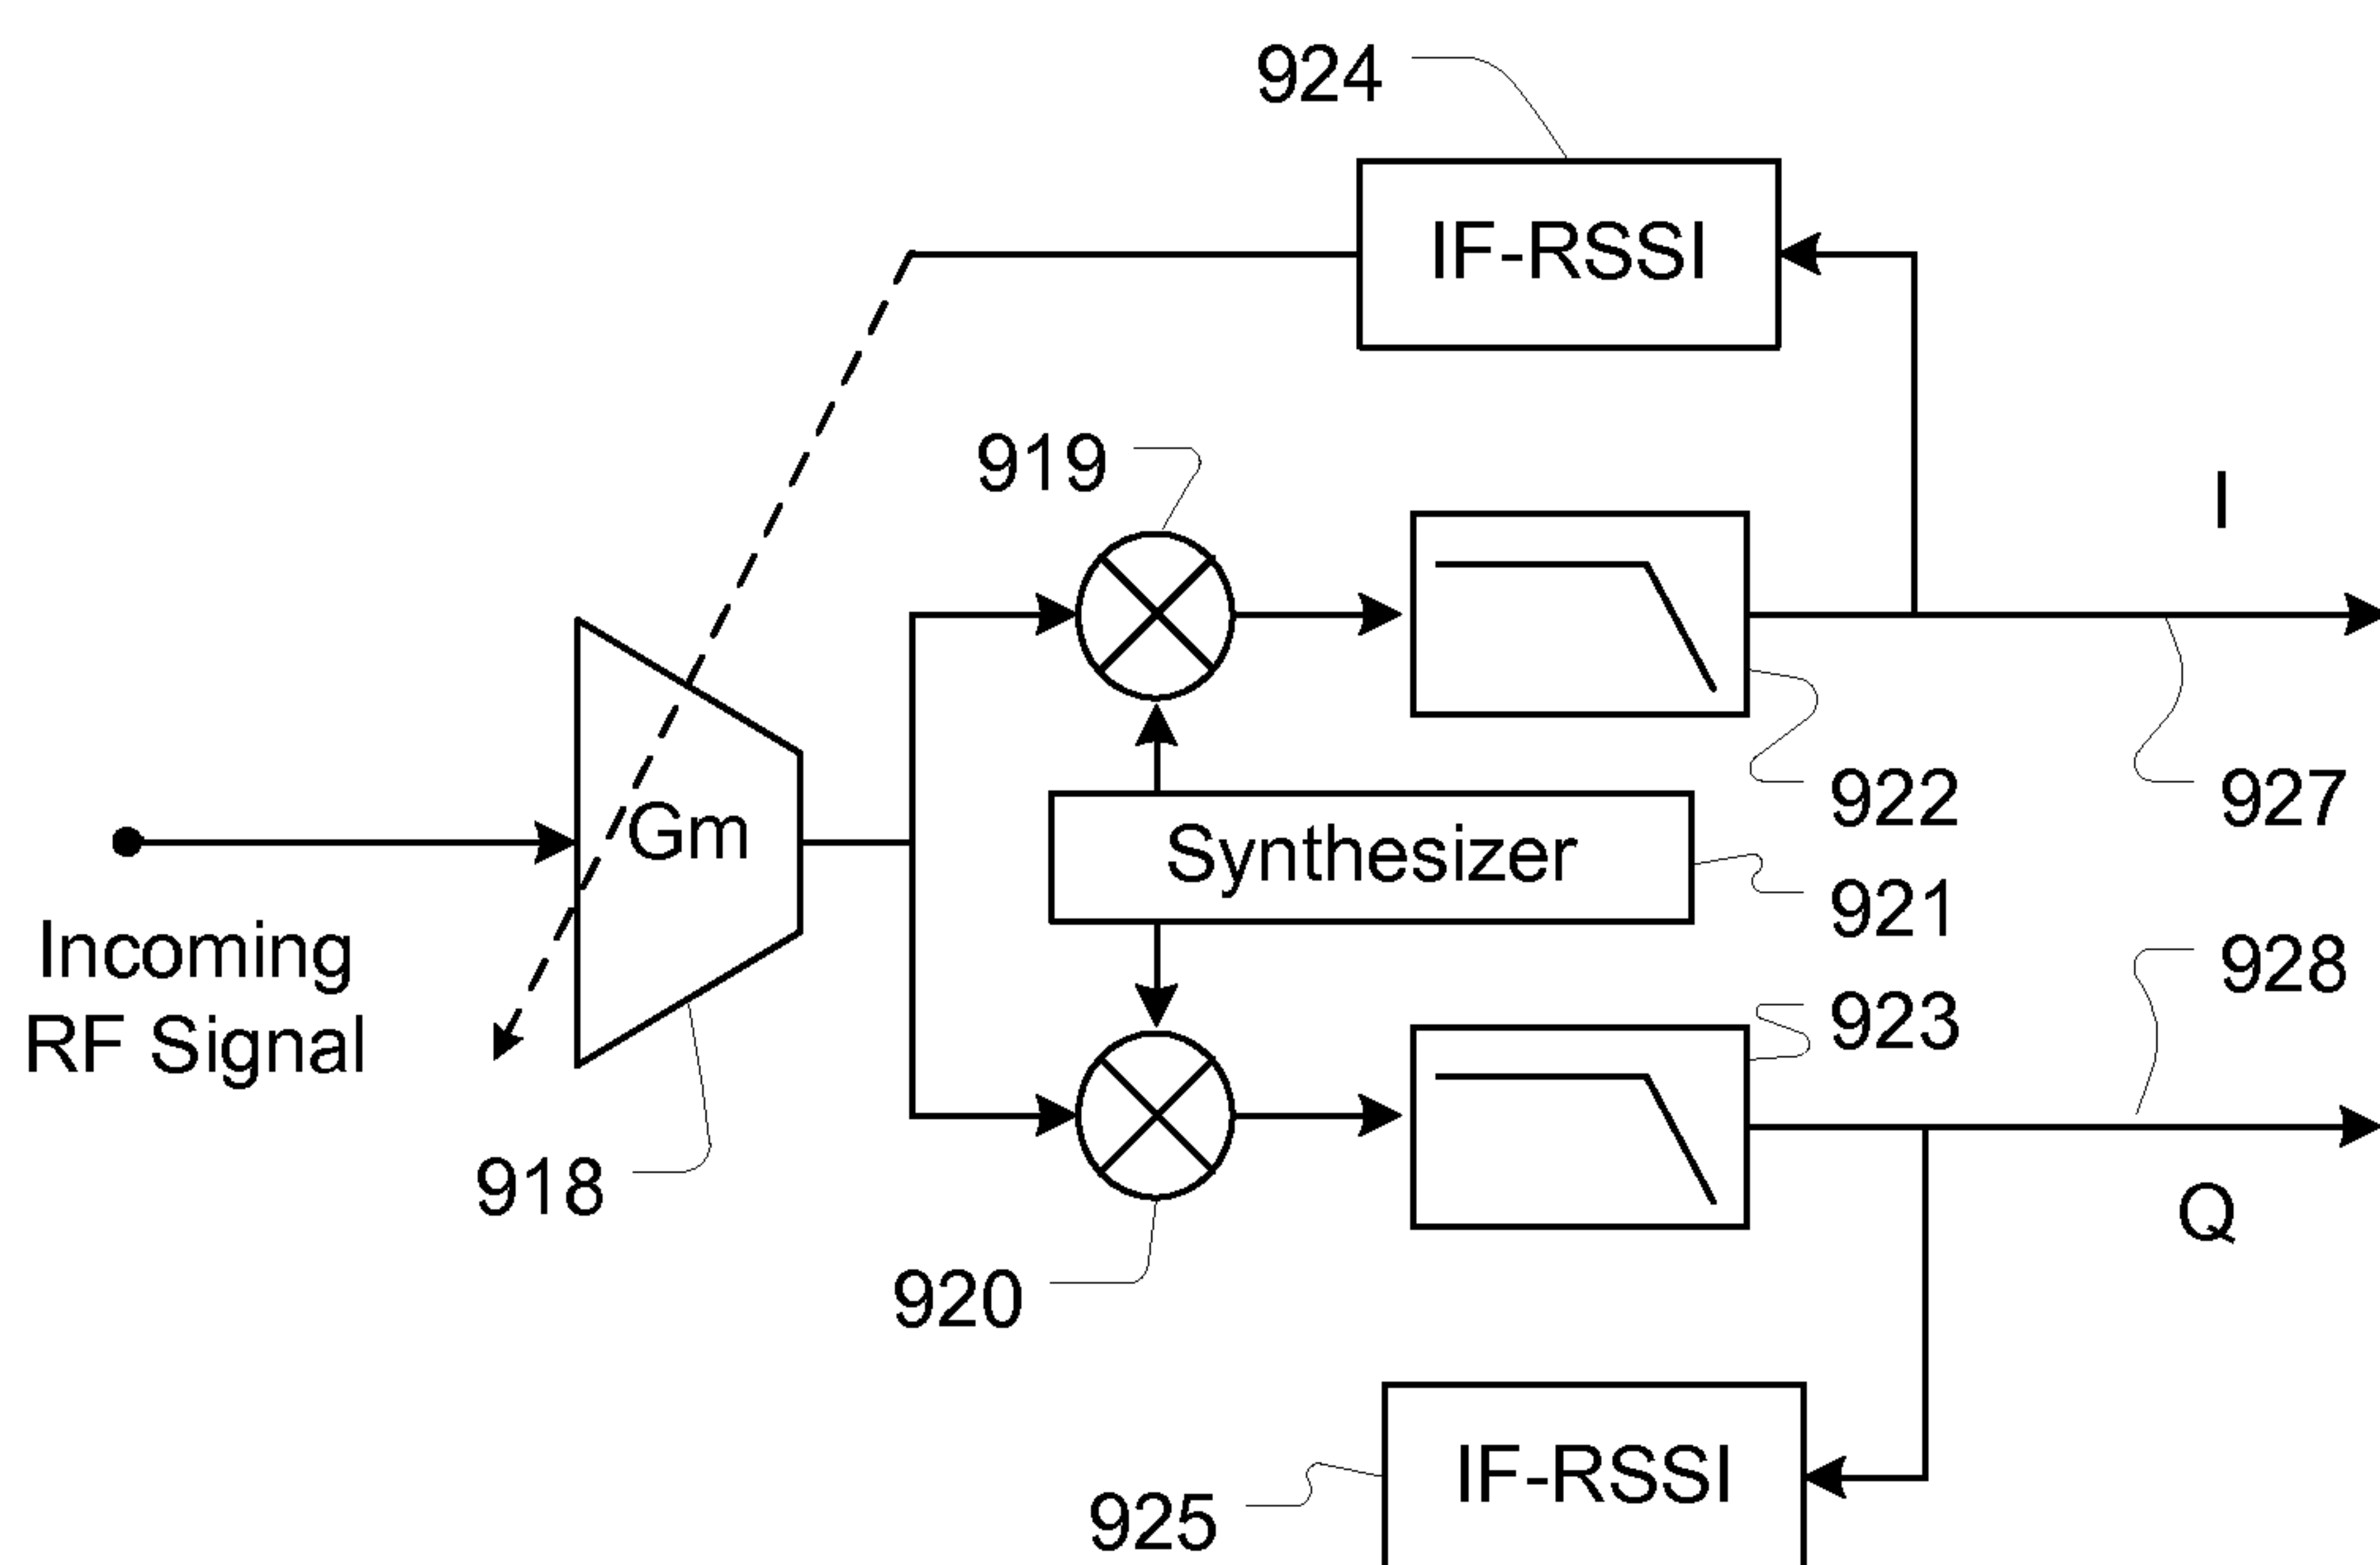 924
IF-RSSI
919
I
Gm
922
927
Synthesizer
921
Incoming
RF Signal
928
923
918
Q
920
IF-RSSI
925